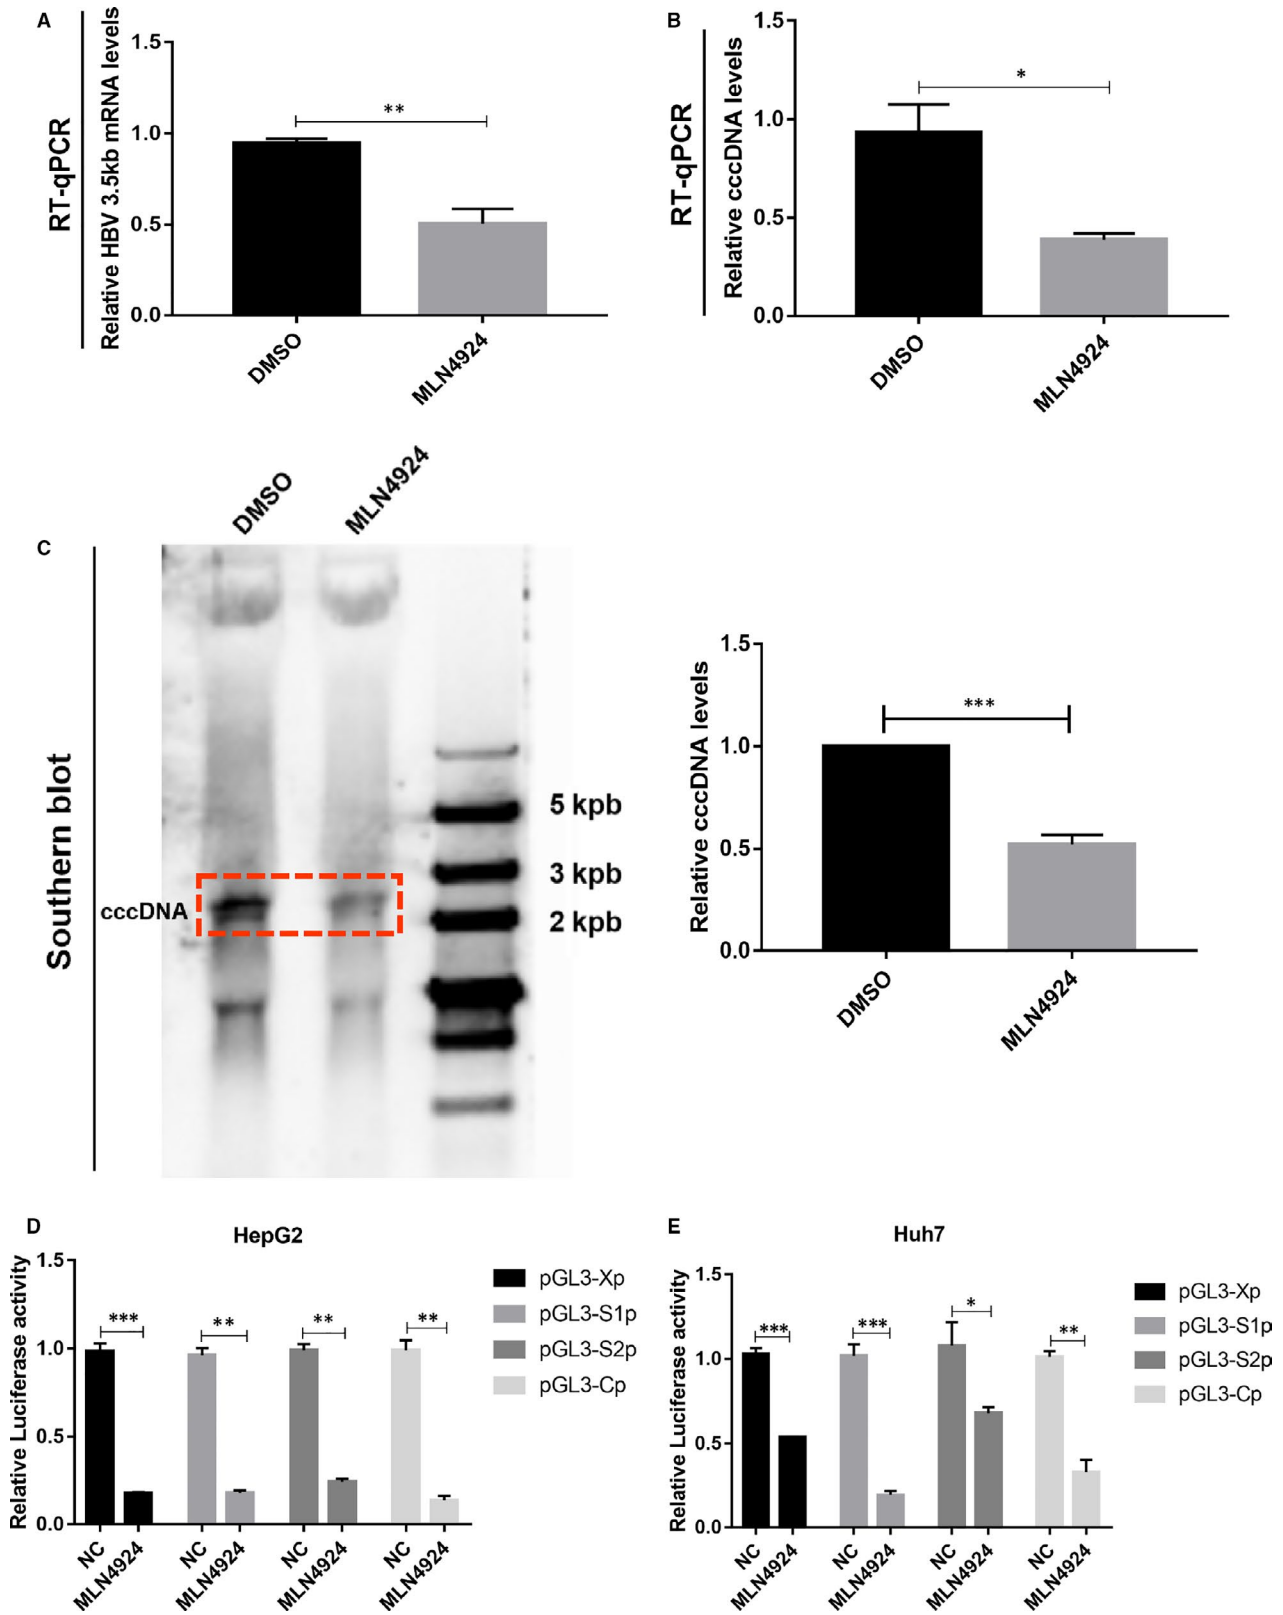 A
RT-qPCR
Relative HBV 3.5kb mRNA levels
1.5
1.0
0.5
0.0
**
DMSO
MLN4924
B
RT-qPCR
Relative cccDNA levels
1.5
1.0
0.5
0.0
*
DMSO
MLN4924
C
Southern blot
DMSO
MLN4924
cccDNA
5 kpb
3 kpb
2 kpb
Relative cccDNA levels
1.5
1.0
0.5
0.0
***
DMSO
MLN4924
D
HepG2
Relative Luciferase activity
1.5
1.0
0.5
0.0
***
**
**
**
NC
MLN4924
NC
MLN4924
NC
MLN4924
NC
MLN4924
pGL3-Xp
pGL3-S1p
pGL3-S2p
pGL3-Cp
E
Huh7
Relative Luciferase activity
1.5
1.0
0.5
0.0
***
***
*
**
NC
MLN4924
NC
MLN4924
NC
MLN4924
NC
MLN4924
pGL3-Xp
pGL3-S1p
pGL3-S2p
pGL3-Cp